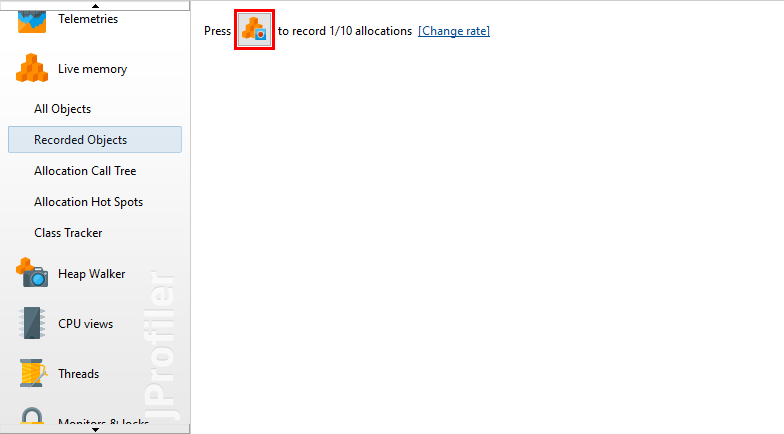 Telemetries
Live memory
All Objects
Recorded Objects
Allocation Call Tree
Allocation Hot Spots
Class Tracker
Heap Walker
CPU views
Threads
Monitors & locks
JProfiler
Press to record 1/10 allocations [Change rate]